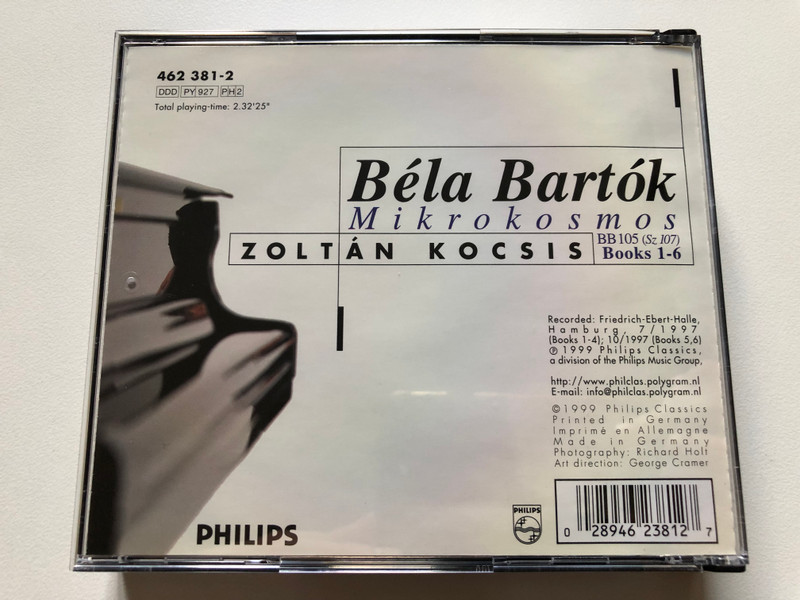 462 381-2
DDD PY 927 PH2
Total playing-time: 2.32'25"
Béla Bartók
Mikrokosmos
BB105 (Sz 107)
ZOLTÁN KOCSIS
Books 1-6
Recorded: Friedrich-Ebert-Halle,
Hamburg, 7/1997
(Books 1-4); 10/1997 (Books 5,6)
℗ 1999 Philips Classics,
a division of the Philips Music Group,
http://www.philclas.polygram.nl
E-mail: info@philclas.polygram.nl
©1999 Philips Classics
Printed in Germany
Imprimé en Allemagne
Made in Germany
Photography: Richard Holt
Art direction: George Cramer
PHILIPS
PHILIPS
0 28946 23812 7